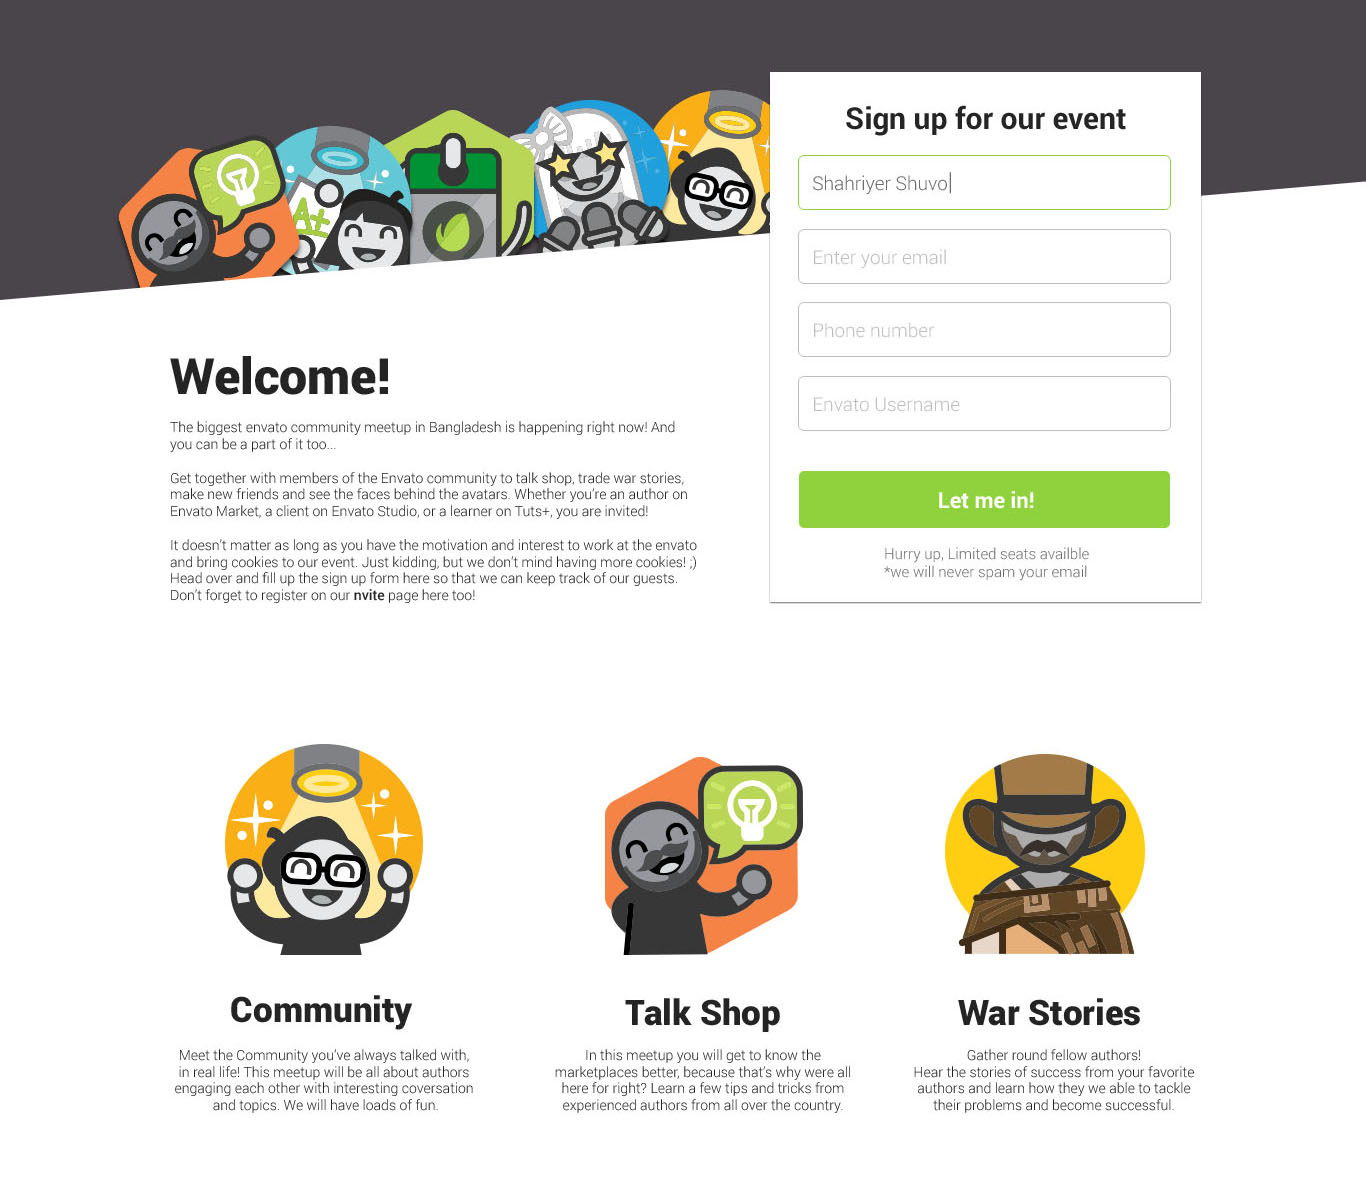 A+
Sign up for our event
Shahriyer Shuvo
Enter your email
Phone number
Envato Username
Let me in!
Hurry up, Limited seats availble
*we will never spam your email
Welcome!
The biggest envato community meetup in Bangladesh is happening right now! And
you can be a part of it too...
Get together with members of the Envato community to talk shop, trade war stories,
make new friends and see the faces behind the avatars. Whether you're an author on
Envato Market, a client on Envato Studio, or a learner on Tuts+, you are invited!
It doesn't matter as long as you have the motivation and interest to work at the envato
and bring cookies to our event. Just kidding, but we don't mind having more cookies! ;)
Head over and fill up the sign up form here so that we can keep track of our guests.
Don't forget to register on our nvite page here too!
Community
Meet the Community you've always talked with,
in real life! This meetup will be all about authors
engaging each other with interesting coversation
and topics. We will have loads of fun.
Talk Shop
In this meetup you will get to know the
marketplaces better, because that's why were all
here for right? Learn a few tips and tricks from
experienced authors from all over the country.
War Stories
Gather round fellow authors!
Hear the stories of success from your favorite
authors and learn how they we able to tackle
their problems and become successful.